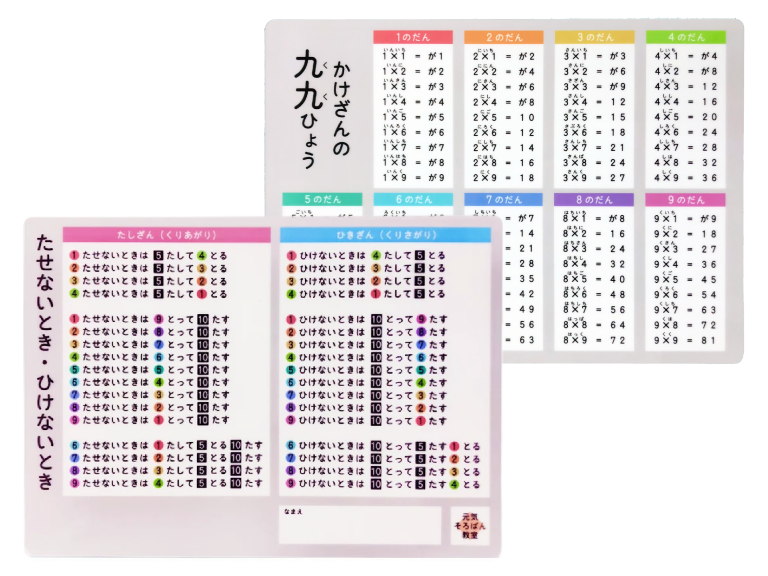 かけざんの
九九ひょう
1のだん
1×1 = が1
1×2 = が2
1×3 = が3
1×4 = が4
1×5 = が5
1×6 = が6
1×7 = が7
1×8 = が8
1×9 = が9
2のだん
2×1 = が2
2×2 = が4
2×3 = が6
2×4 = が8
2×5 = 10
2×6 = 12
2×7 = 14
2×8 = 16
2×9 = 18
3のだん
3×1 = が3
3×2 = が6
3×3 = が9
3×4 = 12
3×5 = 15
3×6 = 18
3×7 = 21
3×8 = 24
3×9 = 27
4のだん
4×1 = が4
4×2 = が8
4×3 = 12
4×4 = 16
4×5 = 20
4×6 = 24
4×7 = 28
4×8 = 32
4×9 = 36
5のだん
6のだん
7のだん
= が7
= 14
= 21
= 28
= 35
= 42
= 49
= 56
= 63
8のだん
8×1 = が8
8×2 = 16
8×3 = 24
8×4 = 32
8×5 = 40
8×6 = 48
8×7 = 56
8×8 = 64
8×9 = 72
9のだん
9×1 = が9
9×2 = 18
9×3 = 27
9×4 = 36
9×5 = 45
9×6 = 54
9×7 = 63
9×8 = 72
9×9 = 81
たせないとき・ひけないとき
たしざん（くりあがり）
1 たせないときは 5 たして 4 とる
2 たせないときは 5 たして 3 とる
3 たせないときは 5 たして 2 とる
4 たせないときは 5 たして 1 とる
1 たせないときは 9 とって 10 たす
2 たせないときは 8 とって 10 たす
3 たせないときは 7 とって 10 たす
4 たせないときは 6 とって 10 たす
5 たせないときは 5 とって 10 たす
6 たせないときは 4 とって 10 たす
7 たせないときは 3 とって 10 たす
8 たせないときは 2 とって 10 たす
9 たせないときは 1 とって 10 たす
6 たせないときは 1 たして 5 とる 10 たす
7 たせないときは 2 たして 5 とる 10 たす
8 たせないときは 3 たして 5 とる 10 たす
9 たせないときは 4 たして 5 とる 10 たす
ひきざん（くりさがり）
1 ひけないときは 4 たして 5 とる
2 ひけないときは 3 たして 5 とる
3 ひけないときは 2 たして 5 とる
4 ひけないときは 1 たして 5 とる
1 ひけないときは 10 とって 9 たす
2 ひけないときは 10 とって 8 たす
3 ひけないときは 10 とって 7 たす
4 ひけないときは 10 とって 6 たす
5 ひけないときは 10 とって 5 たす
6 ひけないときは 10 とって 4 たす
7 ひけないときは 10 とって 3 たす
8 ひけないときは 10 とって 2 たす
9 ひけないときは 10 とって 1 たす
6 ひけないときは 10 とって 5 たす 1 とる
7 ひけないときは 10 とって 5 たす 2 とる
8 ひけないときは 10 とって 5 たす 3 とる
9 ひけないときは 10 とって 5 たす 4 とる
なまえ
元気
そろばん
教室